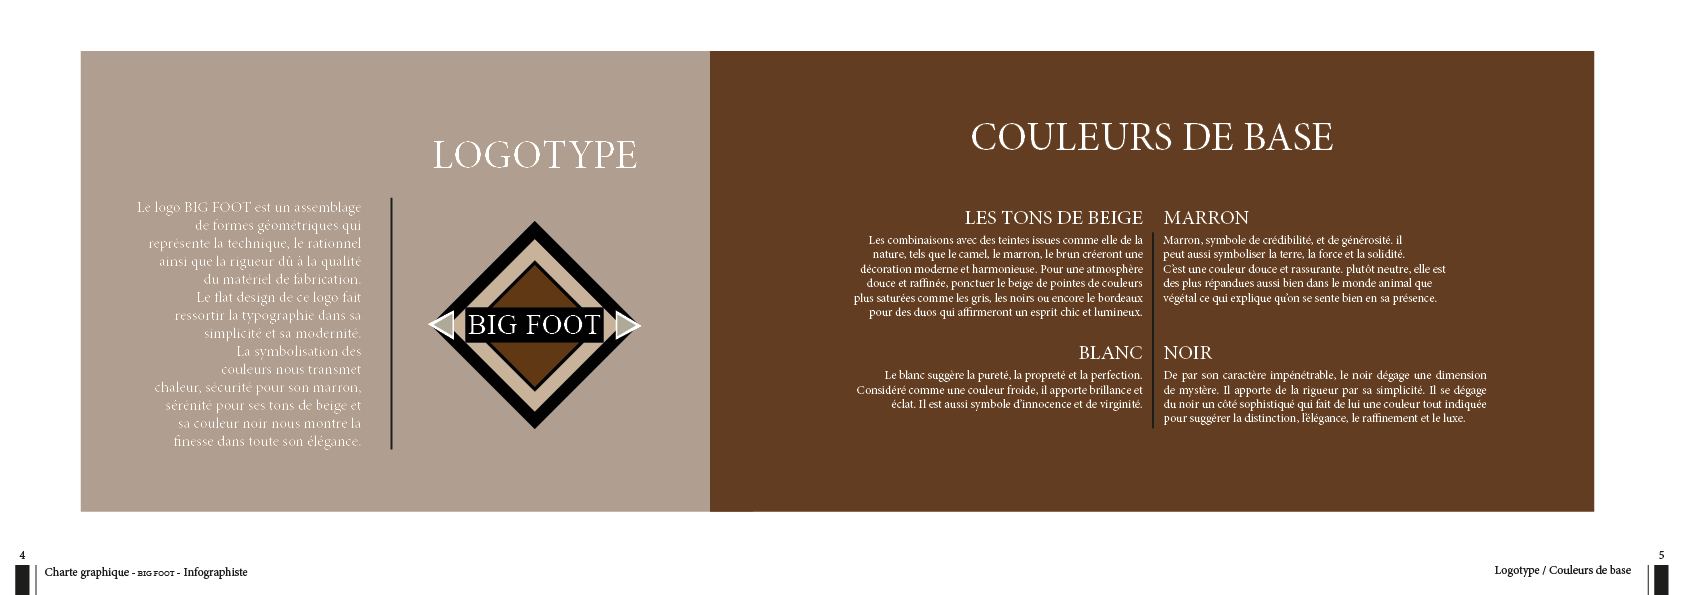 LOGOTYPE
Le logo BIG FOOT est un assemblage
de formes géométriques qui
représente la technique, le rationnel
ainsi que la rigueur dû à la qualité
du matériel de fabrication.
Le flat design de ce logo fait
ressortir la typographie dans sa
simplicité et sa modernité.
La symbolisation des
couleurs nous transmet
chaleur, sécurité pour son marron,
sérénité pour ses tons de beige et
sa couleur noir nous montre la
finesse dans toute son élégance.
BIG FOOT
COULEURS DE BASE
LES TONS DE BEIGE
Les combinaisons avec des teintes issues comme elle de la
nature, tels que le camel, le marron, le brun créeront une
décoration moderne et harmonieuse. Pour une atmosphère
douce et raffinée, ponctuer le beige de pointes de couleurs
plus saturées comme les gris, les noirs ou encore le bordeaux
pour des duos qui affirmeront un esprit chic et lumineux.
MARRON
Marron, symbole de crédibilité, et de générosité. il
peut aussi symboliser la terre, la force et la solidité.
C'est une couleur douce et rassurante. plutôt neutre, elle est
des plus répandues aussi bien dans le monde animal que
végétal ce qui explique qu'on se sente bien en sa présence.
BLANC
Le blanc suggère la pureté, la propreté et la perfection.
Considéré comme une couleur froide, il apporte brillance et
éclat. Il est aussi symbole d'innocence et de virginité.
NOIR
De par son caractère impénétrable, le noir dégage une dimension
de mystère. Il apporte de la rigueur par sa simplicité. Il se dégage
du noir un côté sophistiqué qui fait de lui une couleur tout indiquée
pour suggérer la distinction, l'élégance, le raffinement et le luxe.
4
Charte graphique - BIG FOOT - Infographiste
5
Logotype / Couleurs de base